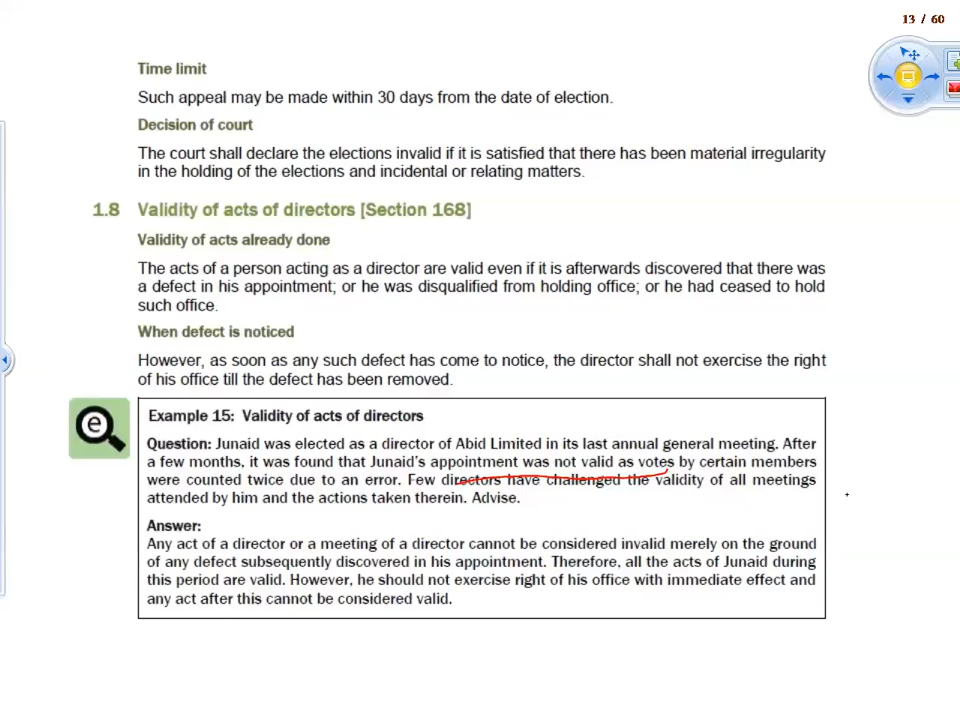 13 / 60
Time limit
Such appeal may be made within 30 days from the date of election.
Decision of court
The court shall declare the elections invalid if it is satisfied that there has been material irregularity
in the holding of the elections and incidental or relating matters.
1.8 Validity of acts of directors [Section 168]
Validity of acts already done
The acts of a person acting as a director are valid even if it is afterwards discovered that there was
a defect in his appointment; or he was disqualified from holding office; or he had ceased to hold
such office.
When defect is noticed
However, as soon as any such defect has come to notice, the director shall not exercise the right
of his office till the defect has been removed.
e
Example 15: Validity of acts of directors
Question: Junaid was elected as a director of Abid Limited in its last annual general meeting. After
a few months, it was found that Junaid's appointment was not valid as votes by certain members
were counted twice due to an error. Few directors have challenged the validity of all meetings
attended by him and the actions taken therein. Advise.
Answer:
Any act of a director or a meeting of a director cannot be considered invalid merely on the ground
of any defect subsequently discovered in his appointment. Therefore, all the acts of Junaid during
this period are valid. However, he should not exercise right of his office with immediate effect and
any act after this cannot be considered valid.